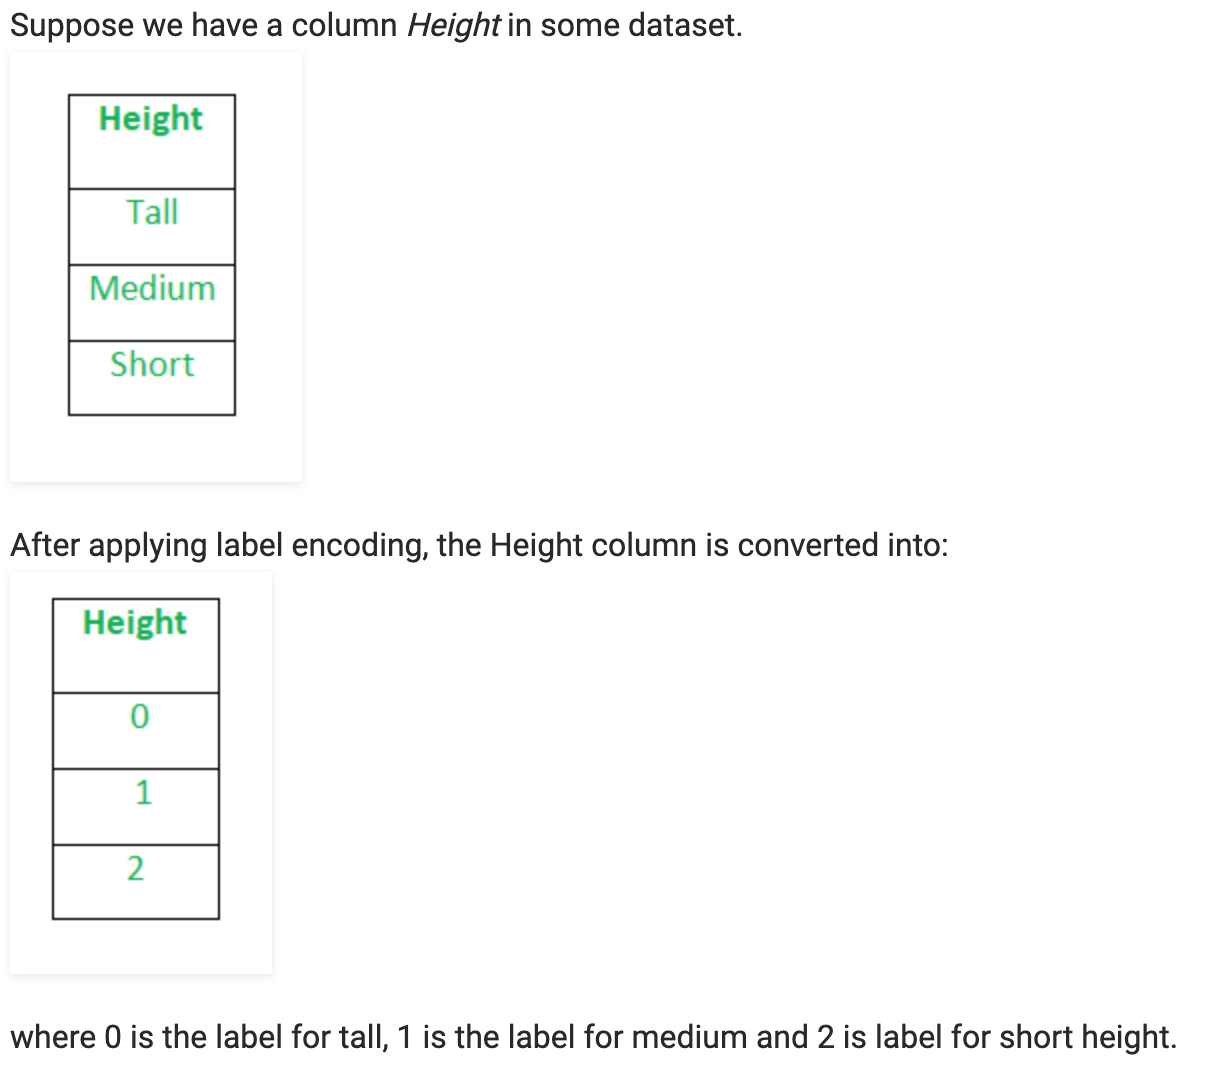 Suppose we have a column Height in some dataset.
Height
Tall
Medium
Short
After applying label encoding, the Height column is converted into:
Height
0
1
2
where 0 is the label for tall, 1 is the label for medium and 2 is label for short height.